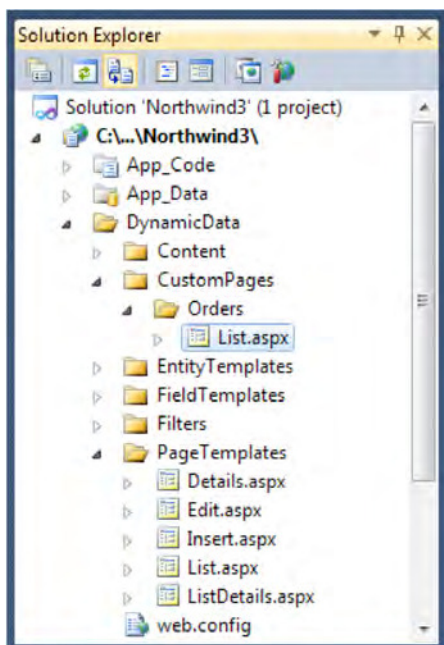 Solution Explorer
Solution 'Northwind3' (1 project)
C:\...\Northwind3\
App_Code
App_Data
DynamicData
Content
CustomPages
Orders
List.aspx
EntityTemplates
FieldTemplates
Filters
PageTemplates
Details.aspx
Edit.aspx
Insert.aspx
List.aspx
ListDetails.aspx
web.config